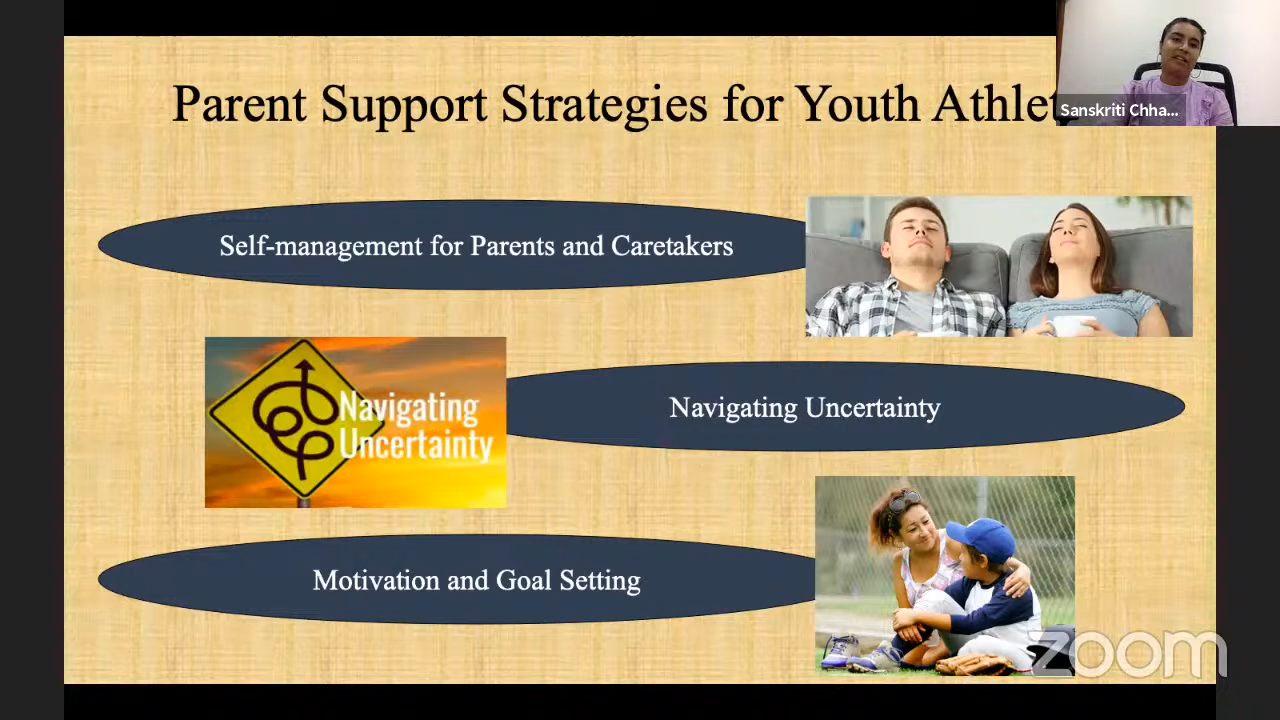 Parent Support Strategies for Youth
Sanskriti Chha...
Self-management for Parents and Caretakers
Navigating
Uncertainty
Navigating Uncertainty
Motivation and Goal Setting
zoom